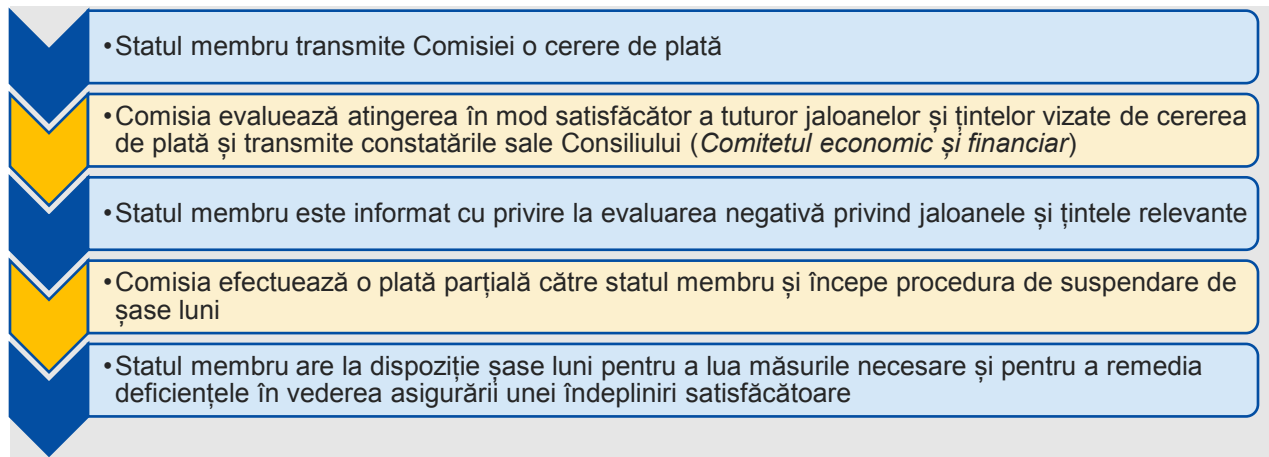 •Statul membru transmite Comisiei o cerere de plată
•Comisia evaluează atingerea în mod satisfăcător a tuturor jaloanelor și țintelor vizate de cererea
de plată și transmite constatările sale Consiliului (Comitetul economic și financiar)
•Statul membru este informat cu privire la evaluarea negativă privind jaloanele și țintele relevante
•Comisia efectuează o plată parțială către statul membru și începe procedura de suspendare de
șase luni
•Statul membru are la dispoziție șase luni pentru a lua măsurile necesare și pentru a remedia
deficiențele în vederea asigurării unei îndepliniri satisfăcătoare